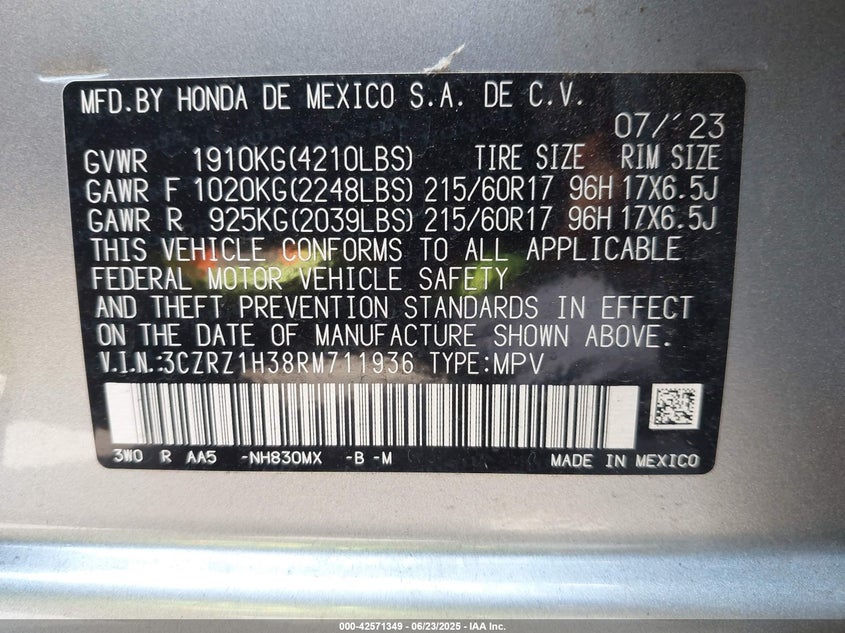 MFD.BY HONDA DE MEXICO S.A. DE C.V.
07/'23
GVWR 1910KG(4210LBS) TIRE SIZE RIM SIZE
GAWR F 1020KG(2248LBS) 215/60R17 96H 17X6.5J
GAWR R 925KG(2039LBS) 215/60R17 96H 17X6.5J
THIS VEHICLE CONFORMS TO ALL APPLICABLE
FEDERAL MOTOR VEHICLE SAFETY
AND THEFT PREVENTION STANDARDS IN EFFECT
ON THE DATE OF MANUFACTURE SHOWN ABOVE.
V.I.N.:3CZRZ1H38RM711936 TYPE:MPV
3W0 R AA5 -NH830MX -B -M MADE IN MEXICO
000-42571349 - 06/23/2025 - IAA Inc.